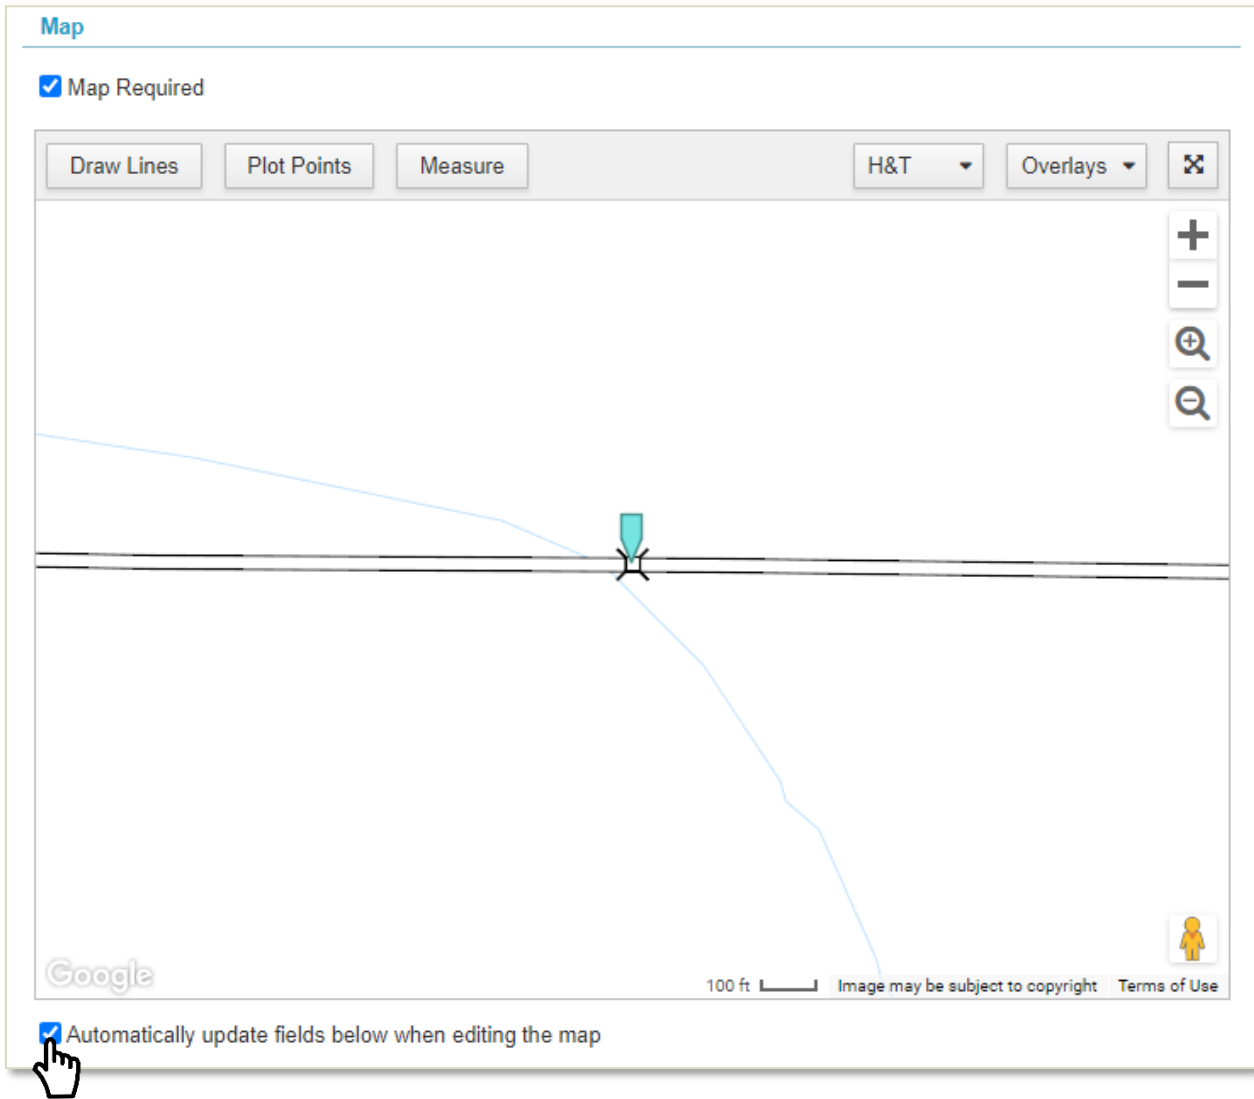 Map
Map Required
Draw Lines Plot Points Measure H&T Overlays
Google
100 ft Image may be subject to copyright Terms of Use
Automatically update fields below when editing the map